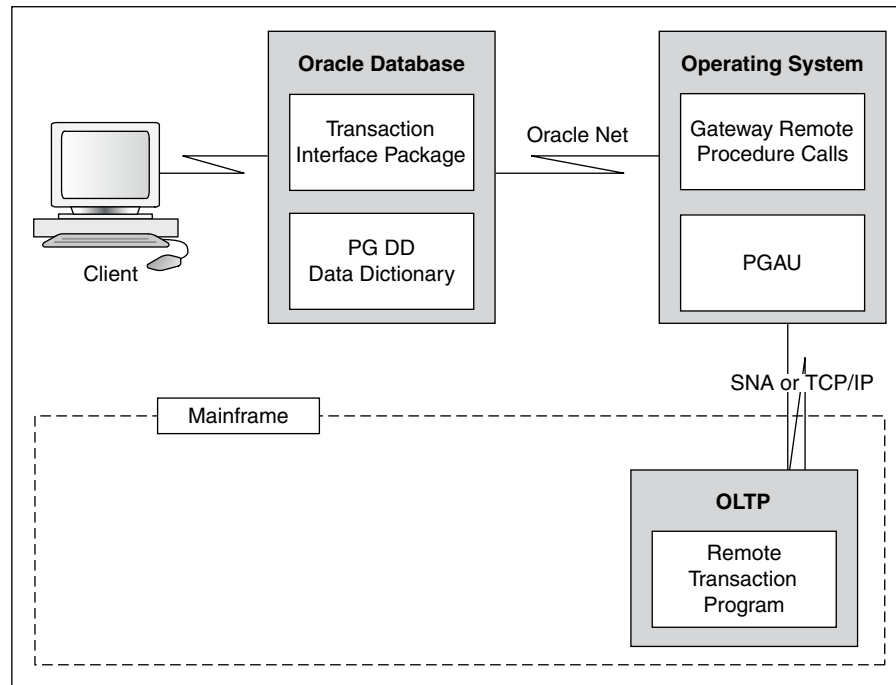 Oracle Database
Transaction
Interface Package
PG DD
Data Dictionary
Client
Oracle Net
Operating System
Gateway Remote
Procedure Calls
PGAU
SNA or TCP/IP
Mainframe
OLTP
Remote
Transaction
Program